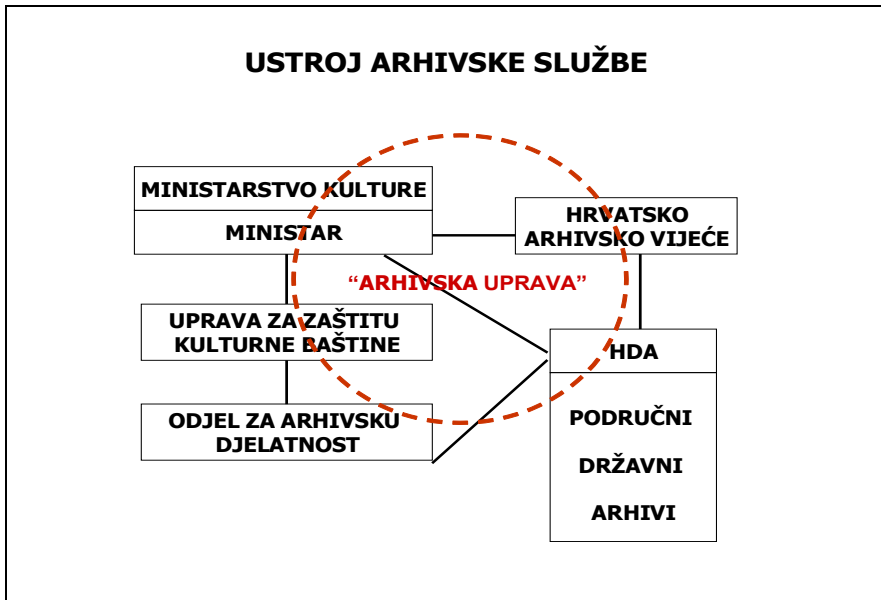 USTROJ ARHIVSKE SLUŽBE
MINISTARSTVO KULTURE
MINISTAR
HRVATSKO
ARHIVSKO VIJEĆE
“ARHIVSKA UPRAVA”
UPRAVA ZA ZAŠTITU
KULTURNE BAŠTINE
HDA
ODJEL ZA ARHIVSKU
DJELATNOST
PODRUČNI
DRŽAVNI
ARHIVI